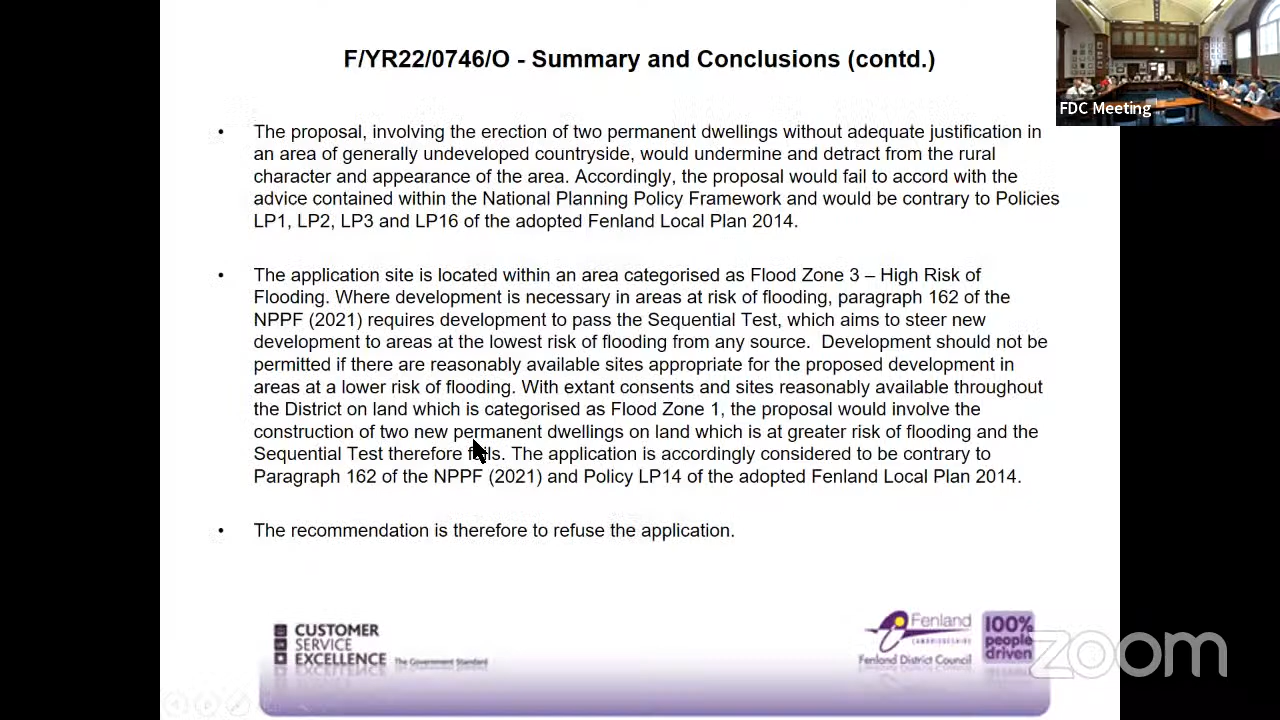 F/YR22/0746/O - Summary and Conclusions (contd.)
FDC Meeting
• The proposal, involving the erection of two permanent dwellings without adequate justification in
an area of generally undeveloped countryside, would undermine and detract from the rural
character and appearance of the area. Accordingly, the proposal would fail to accord with the
advice contained within the National Planning Policy Framework and would be contrary to Policies
LP1, LP2, LP3 and LP16 of the adopted Fenland Local Plan 2014.
• The application site is located within an area categorised as Flood Zone 3 – High Risk of
Flooding. Where development is necessary in areas at risk of flooding, paragraph 162 of the
NPPF (2021) requires development to pass the Sequential Test, which aims to steer new
development to areas at the lowest risk of flooding from any source. Development should not be
permitted if there are reasonably available sites appropriate for the proposed development in
areas at a lower risk of flooding. With extant consents and sites reasonably available throughout
the District on land which is categorised as Flood Zone 1, the proposal would involve the
construction of two new permanent dwellings on land which is at greater risk of flooding and the
Sequential Test therefore fails. The application is accordingly considered to be contrary to
Paragraph 162 of the NPPF (2021) and Policy LP14 of the adopted Fenland Local Plan 2014.
• The recommendation is therefore to refuse the application.
CUSTOMER
SERVICE
EXCELLENCE The Government Standard
Fenland
CAMBRIDGESHIRE
Fenland District Council
100%
people
driven
zoom